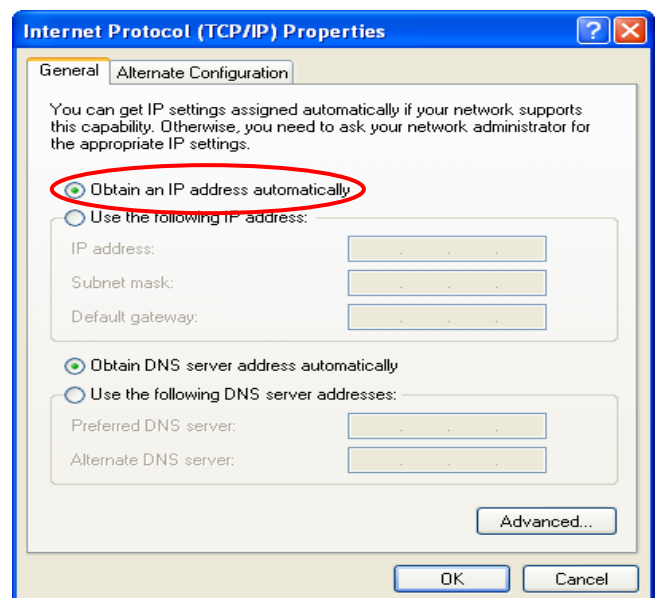 Internet Protocol (TCP/IP) Properties
General
Alternate Configuration
You can get IP settings assigned automatically if your network supports
this capability. Otherwise, you need to ask your network administrator for
the appropriate IP settings.
Obtain an IP address automatically
Use the following IP address:
IP address:
Subnet mask:
Default gateway:
Obtain DNS server address automatically
Use the following DNS server addresses:
Preferred DNS server:
Alternate DNS server:
Advanced...
OK
Cancel